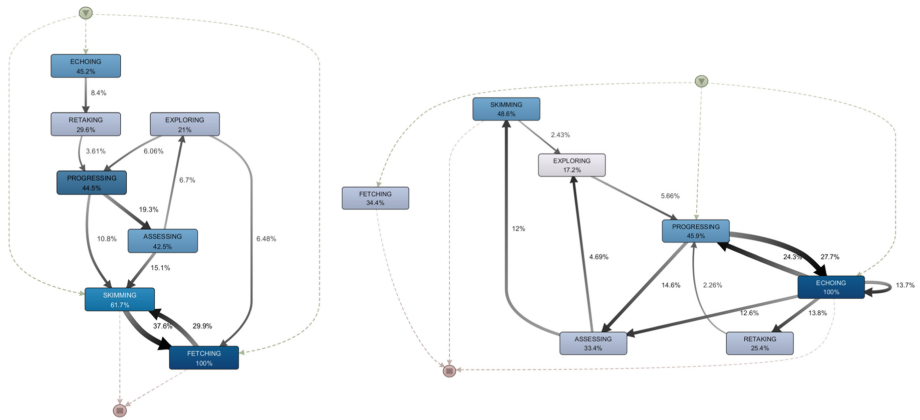 ECHOING
45.2%
8.4%
RETAKING
29.6%
EXPLORING
21%
3.61%
6.06%
6.7%
PROGRESSING
44.5%
19.3%
ASSESSING
42.5%
10.8%
15.1%
6.48%
SKIMMING
61.7%
37.6%
29.9%
FETCHING
100%
SKIMMING
48.6%
2.43%
EXPLORING
17.2%
5.66%
FETCHING
34.4%
PROGRESSING
45.9%
12%
4.69%
14.6%
2.26%
24.3%
27.7%
ECHOING
100%
13.7%
12.6%
13.8%
ASSESSING
33.4%
RETAKING
25.4%